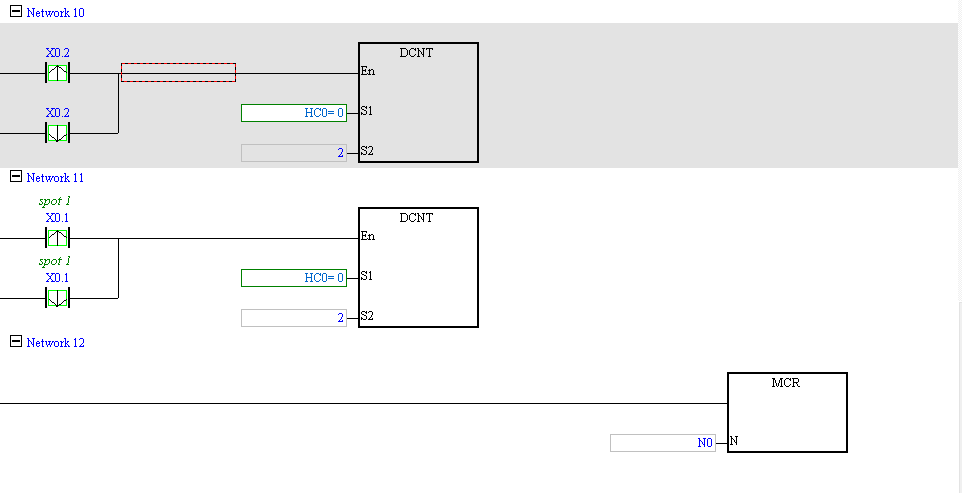 Network 10
X0.2
DCNT
En
X0.2
HC0= 0
S1
2
S2
Network 11
spot 1
X0.1
DCNT
En
spot 1
X0.1
HC0= 0
S1
2
S2
Network 12
MCR
N0
N